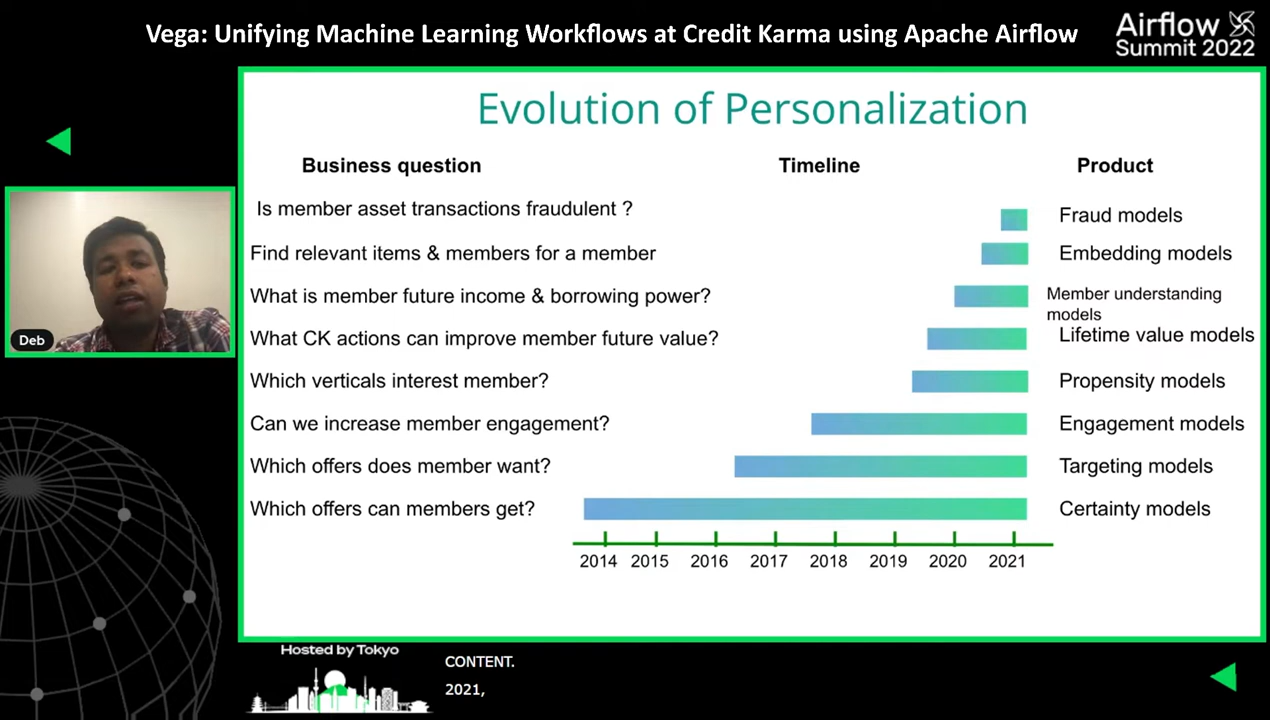 Vega: Unifying Machine Learning Workflows at Credit Karma using Apache Airflow
Airflow
Summit 2022
Evolution of Personalization
Business question Timeline Product
Is member asset transactions fraudulent ? Fraud models
Find relevant items & members for a member Embedding models
What is member future income & borrowing power? Member understanding
models
What CK actions can improve member future value? Lifetime value models
Which verticals interest member? Propensity models
Can we increase member engagement? Engagement models
Which offers does member want? Targeting models
Which offers can members get? Certainty models
2014 2015 2016 2017 2018 2019 2020 2021
Deb
Hosted by Tokyo
CONTENT.
2021,